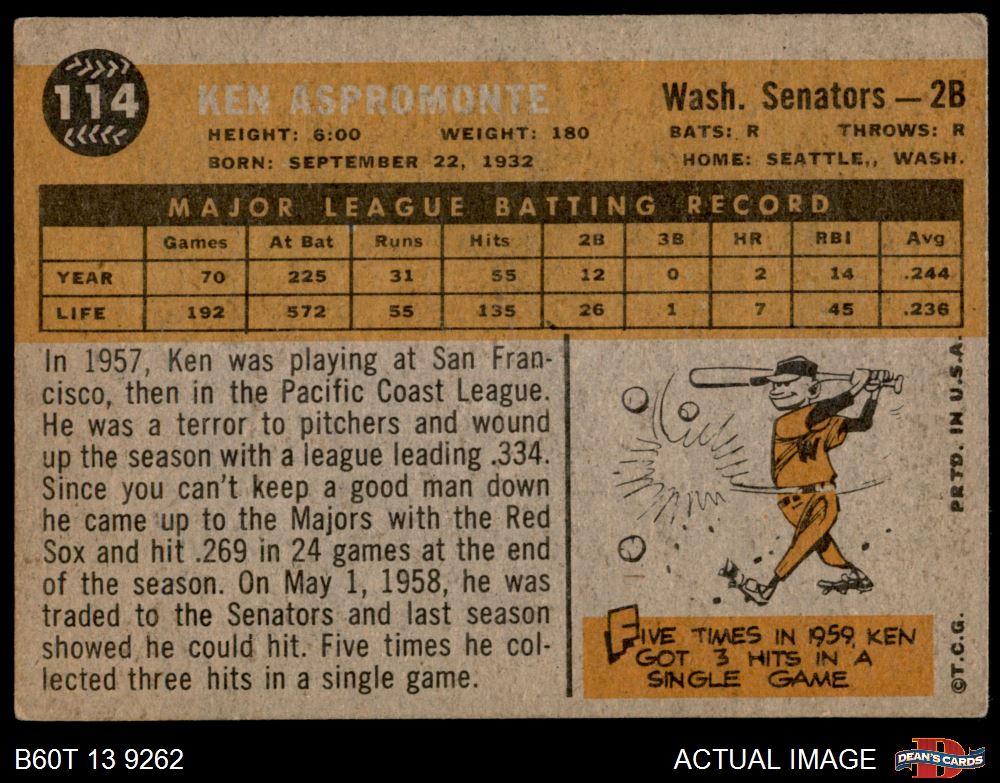 114
KEN ASPROMONTE
Wash. Senators — 2B
HEIGHT: 6:00 WEIGHT: 180 BATS: R THROWS: R
BORN: SEPTEMBER 22, 1932 HOME: SEATTLE,, WASH.
MAJOR LEAGUE BATTING RECORD
Games At Bat Runs Hits 2B 3B HR RBI Avg
YEAR 70 225 31 55 12 0 2 14 .244
LIFE 192 572 55 135 26 1 7 45 .236
In 1957, Ken was playing at San Fran-
cisco, then in the Pacific Coast League.
He was a terror to pitchers and wound
up the season with a league leading .334.
Since you can't keep a good man down
he came up to the Majors with the Red
Sox and hit .269 in 24 games at the end
of the season. On May 1, 1958, he was
traded to the Senators and last season
showed he could hit. Five times he col-
lected three hits in a single game.
FIVE TIMES IN 1959, KEN
GOT 3 HITS IN A
SINGLE GAME
©T.C.G. PRTD. IN U.S.A.
B60T 13 9262
ACTUAL IMAGE
D
DEAN'S CARDS